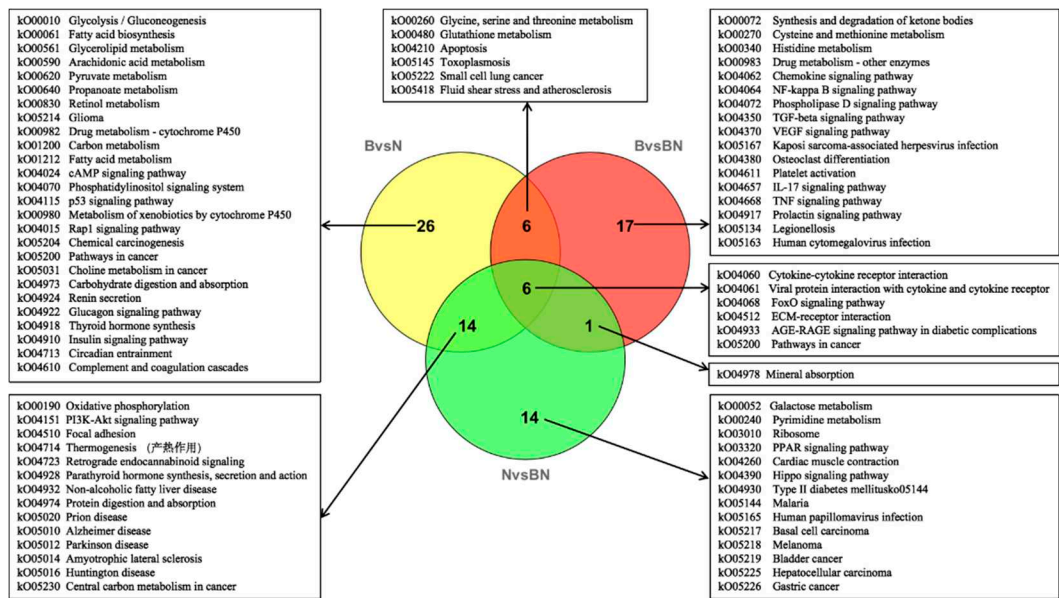 kO00010 Glycolysis / Gluconeogenesis
kO00061 Fatty acid biosynthesis
kO00561 Glycerolipid metabolism
kO00590 Arachidonic acid metabolism
kO00620 Pyruvate metabolism
kO00640 Propanoate metabolism
kO00830 Retinol metabolism
kO05214 Glioma
kO00982 Drug metabolism - cytochrome P450
kO01200 Carbon metabolism
kO01212 Fatty acid metabolism
kO04024 cAMP signaling pathway
kO04070 Phosphatidylinositol signaling system
kO04115 p53 signaling pathway
kO00980 Metabolism of xenobiotics by cytochrome P450
kO04015 Rap1 signaling pathway
kO05204 Chemical carcinogenesis
kO05200 Pathways in cancer
kO05031 Choline metabolism in cancer
kO04973 Carbohydrate digestion and absorption
kO04924 Renin secretion
kO04922 Glucagon signaling pathway
kO04918 Thyroid hormone synthesis
kO04910 Insulin signaling pathway
kO04713 Circadian entrainment
kO04610 Complement and coagulation cascades
kO00260 Glycine, serine and threonine metabolism
kO00480 Glutathione metabolism
kO04210 Apoptosis
kO05145 Toxoplasmosis
kO05222 Small cell lung cancer
kO05418 Fluid shear stress and atherosclerosis
kO00072 Synthesis and degradation of ketone bodies
kO00270 Cysteine and methionine metabolism
kO00340 Histidine metabolism
kO00983 Drug metabolism - other enzymes
kO04062 Chemokine signaling pathway
kO04064 NF-kappa B signaling pathway
kO04072 Phospholipase D signaling pathway
kO04350 TGF-beta signaling pathway
kO04370 VEGF signaling pathway
kO05167 Kaposi sarcoma-associated herpesvirus infection
kO04380 Osteoclast differentiation
kO04611 Platelet activation
kO04657 IL-17 signaling pathway
kO04668 TNF signaling pathway
kO04917 Prolactin signaling pathway
kO05134 Legionellosis
kO05163 Human cytomegalovirus infection
BvsN
BvsBN
26
6
17
6
14
1
14
NvsBN
kO04060 Cytokine-cytokine receptor interaction
kO04061 Viral protein interaction with cytokine and cytokine receptor
kO04068 FoxO signaling pathway
kO04512 ECM-receptor interaction
kO04933 AGE-RAGE signaling pathway in diabetic complications
kO05200 Pathways in cancer
kO04978 Mineral absorption
kO00190 Oxidative phosphorylation
kO04151 PI3K-Akt signaling pathway
kO04510 Focal adhesion
kO04714 Thermogenesis (产热作用)
kO04723 Retrograde endocannabinoid signaling
kO04928 Parathyroid hormone synthesis, secretion and action
kO04932 Non-alcoholic fatty liver disease
kO04974 Protein digestion and absorption
kO05020 Prion disease
kO05010 Alzheimer disease
kO05012 Parkinson disease
kO05014 Amyotrophic lateral sclerosis
kO05016 Huntington disease
kO05230 Central carbon metabolism in cancer
kO00052 Galactose metabolism
kO00240 Pyrimidine metabolism
kO03010 Ribosome
kO03320 PPAR signaling pathway
kO04260 Cardiac muscle contraction
kO04390 Hippo signaling pathway
kO04930 Type II diabetes mellitusko05144
kO05144 Malaria
kO05165 Human papillomavirus infection
kO05217 Basal cell carcinoma
kO05218 Melanoma
kO05219 Bladder cancer
kO05225 Hepatocellular carcinoma
kO05226 Gastric cancer